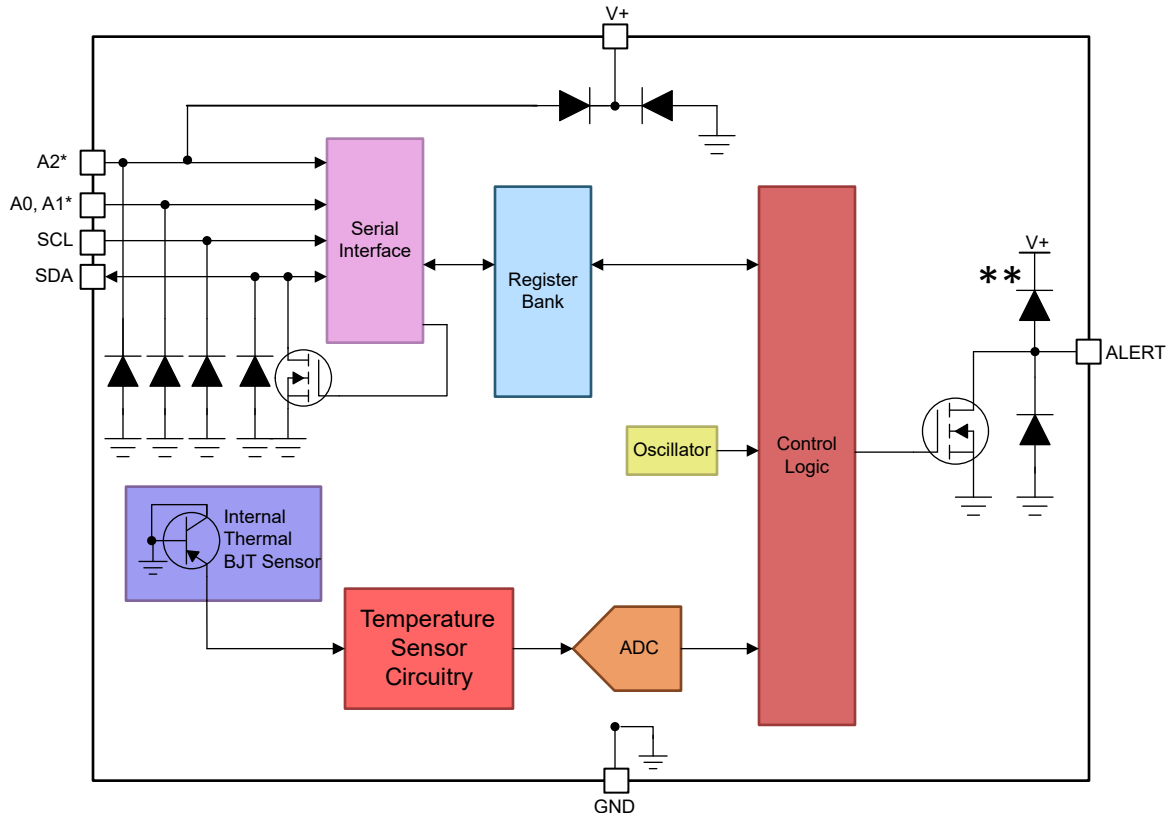 V+
A2*
A0, A1*
SCL
SDA
Serial
Interface
Register
Bank
V+
**
ALERT
Oscillator
Control
Logic
Internal
Thermal
BJT Sensor
Temperature
Sensor
Circuitry
ADC
GND